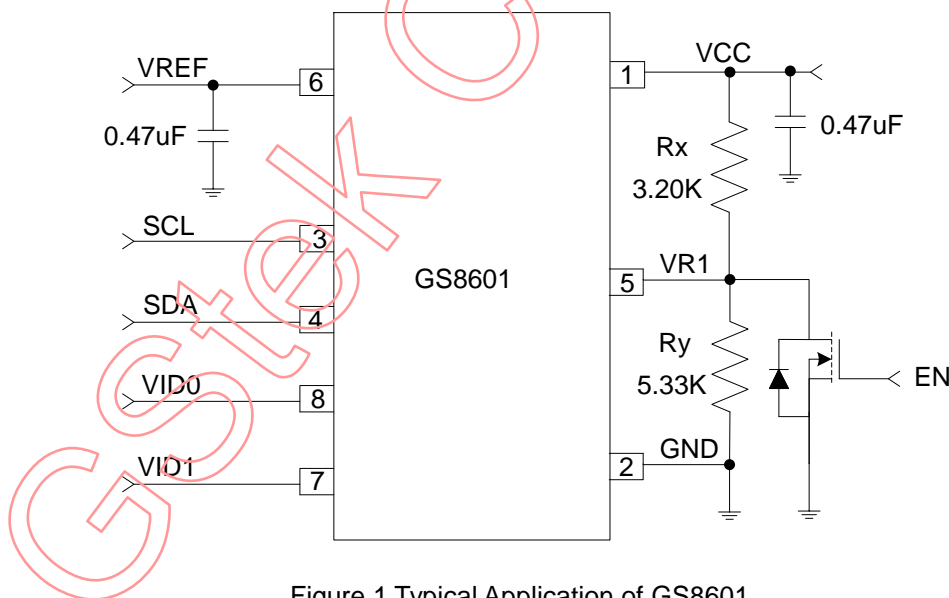 VREF
6
0.47uF
SCL
3
SDA
4
VID0
8
VID1
7
GS8601
1
VCC
0.47uF
Rx
3.20K
5
VR1
Ry
5.33K
EN
2
GND
Figure 1 Typical Application of GS8601
Gstek C